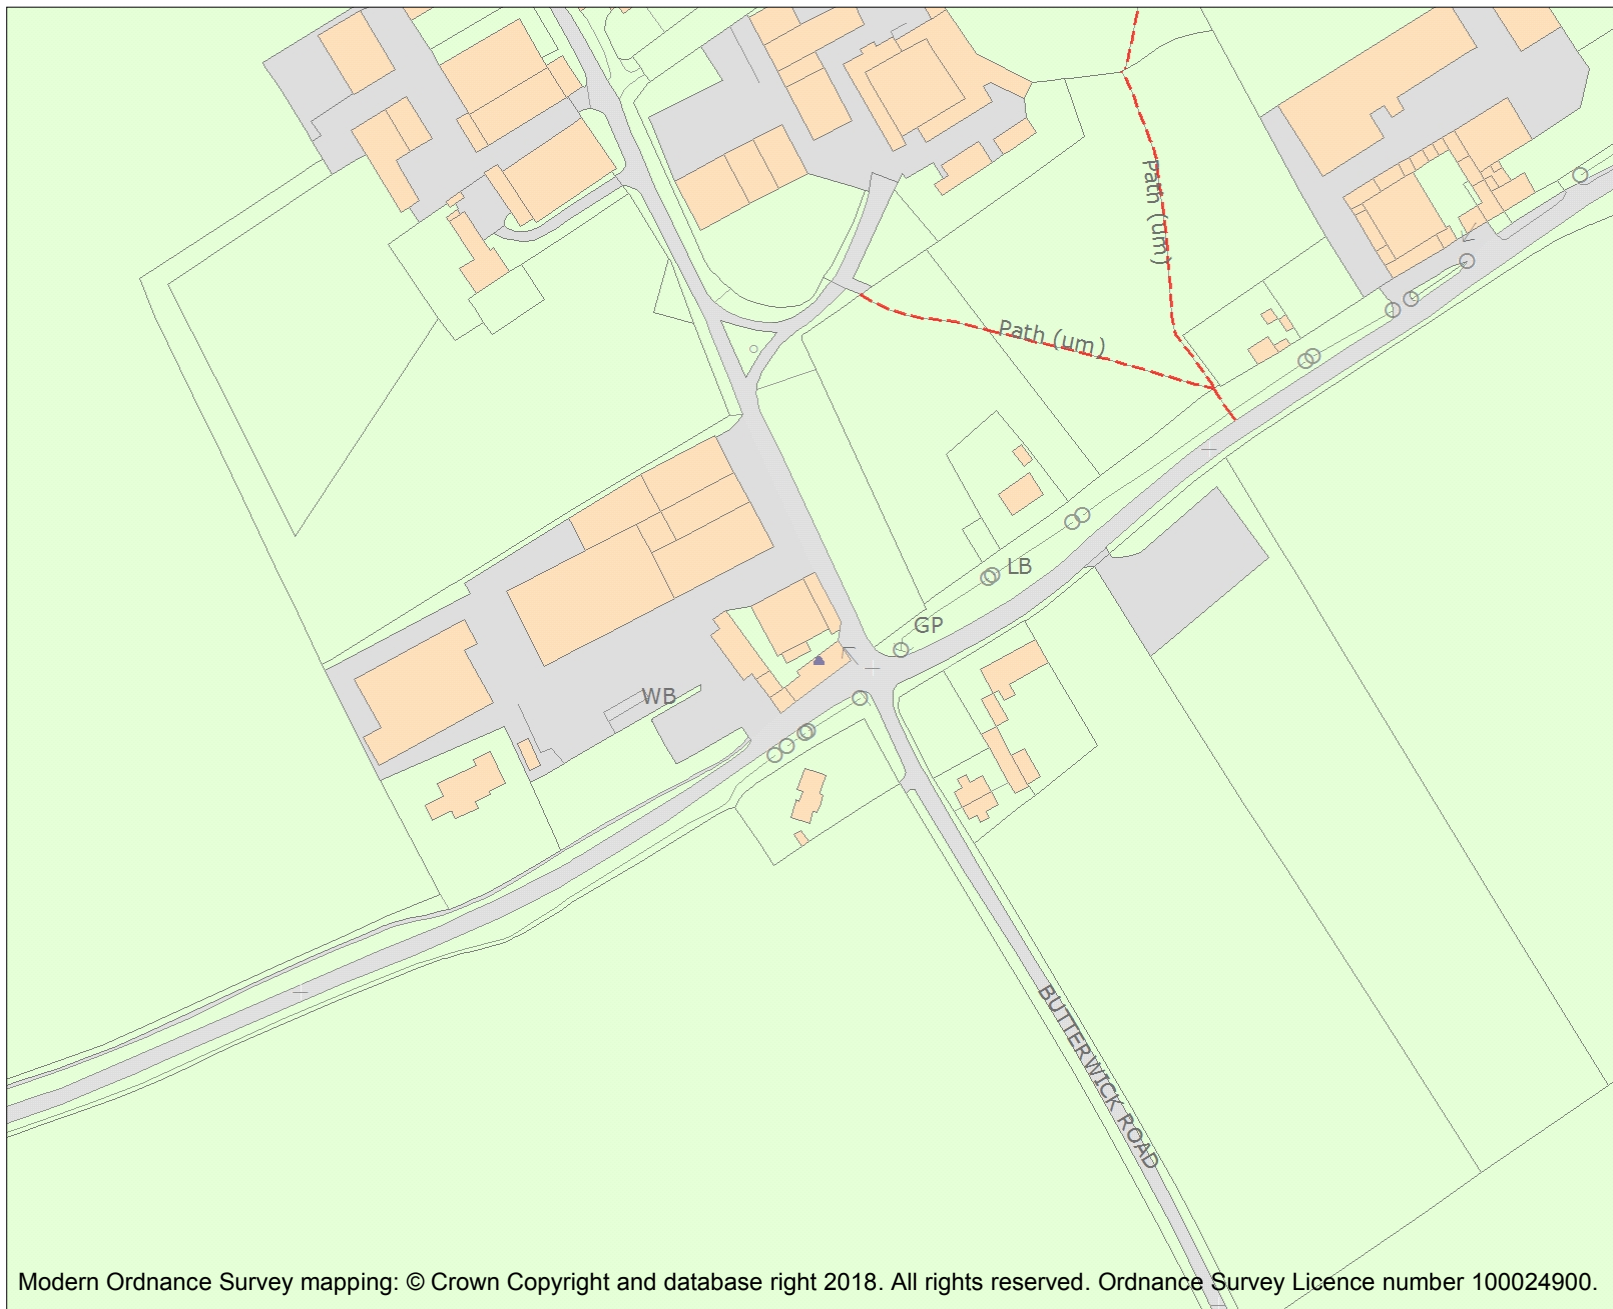 Path (um)
Path (um)
LB
GP
WB
BUTTERWICK ROAD
Modern Ordnance Survey mapping: © Crown Copyright and database right 2018. All rights reserved. Ordnance Survey Licence number 100024900.